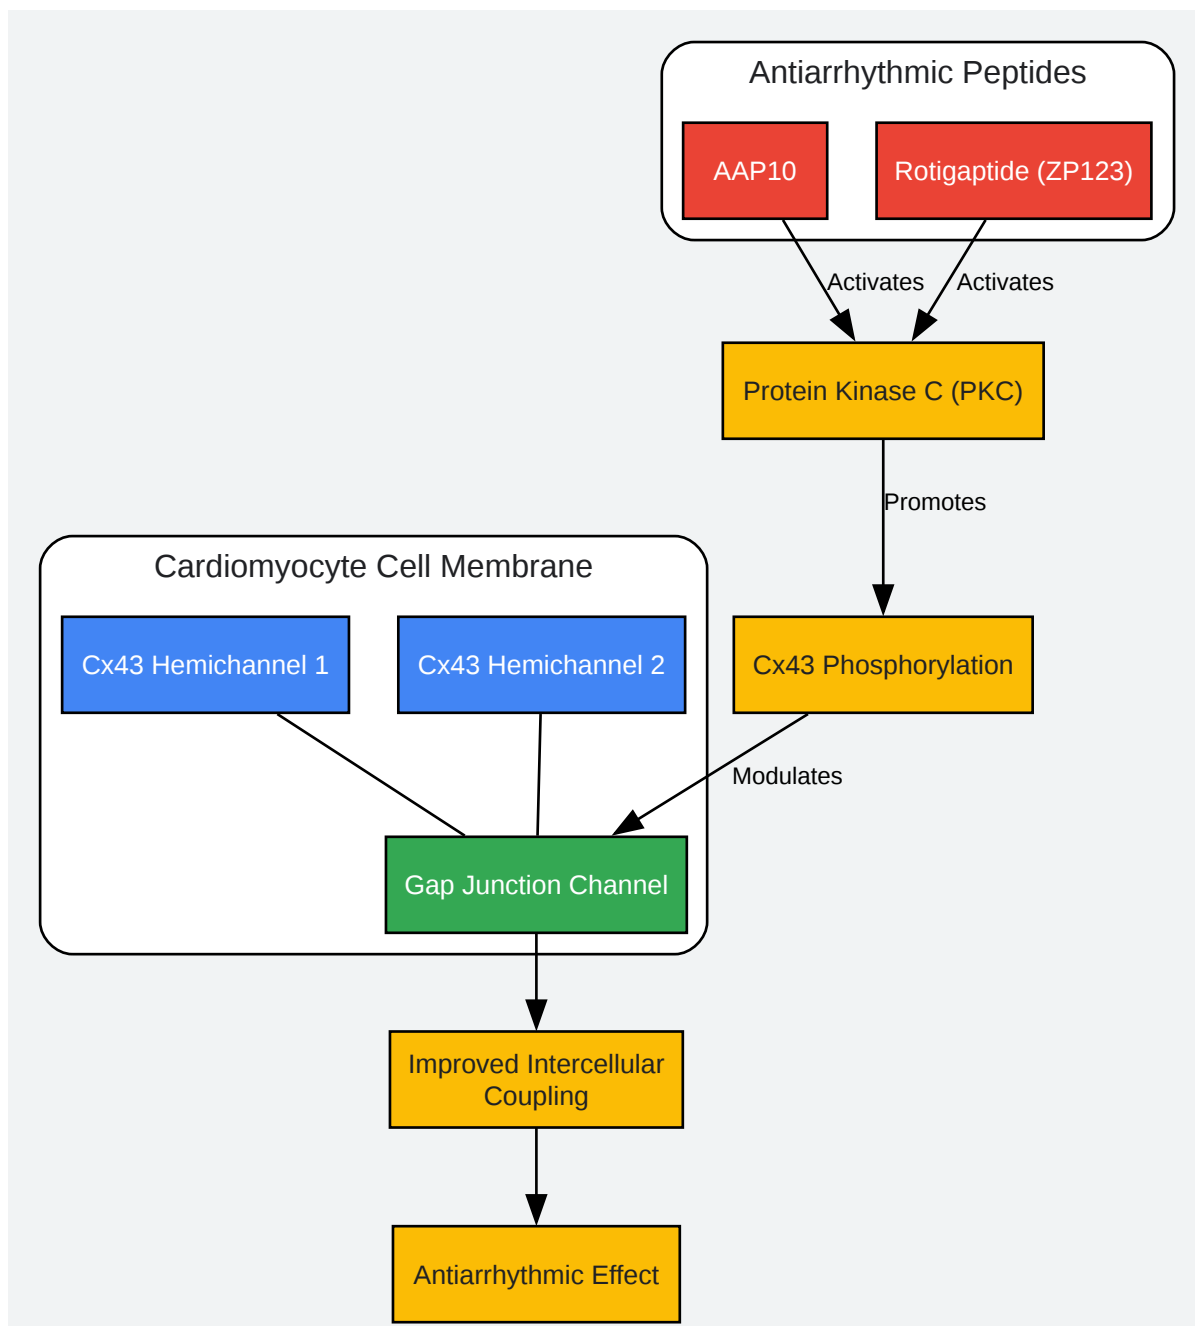 Antiarrhythmic Peptides
AAP10
Rotigaptide (ZP123)
Activates
Activates
Protein Kinase C (PKC)
Promotes
Cardiomyocyte Cell Membrane
Cx43 Hemichannel 1
Cx43 Hemichannel 2
Cx43 Phosphorylation
Modulates
Gap Junction Channel
Improved Intercellular
Coupling
Antiarrhythmic Effect